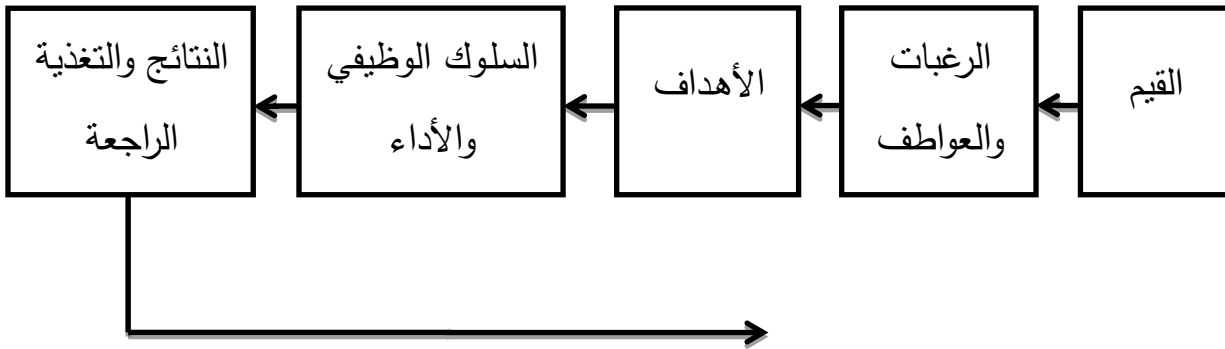 القيم
الرغبات
والعواطف
الأهداف
السلوك الوظيفي
والأداء
النتائج والتغذية
الراجعة